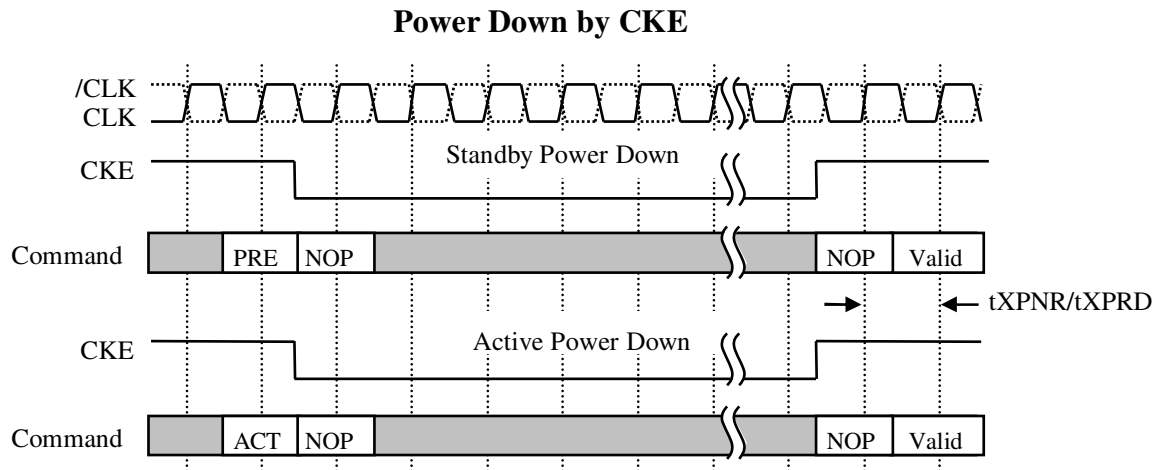 Power Down by CKE
/CLK
CLK
Standby Power Down
CKE
Command PRE NOP NOP Valid
tXPNR/tXPRD
Active Power Down
CKE
Command ACT NOP NOP Valid